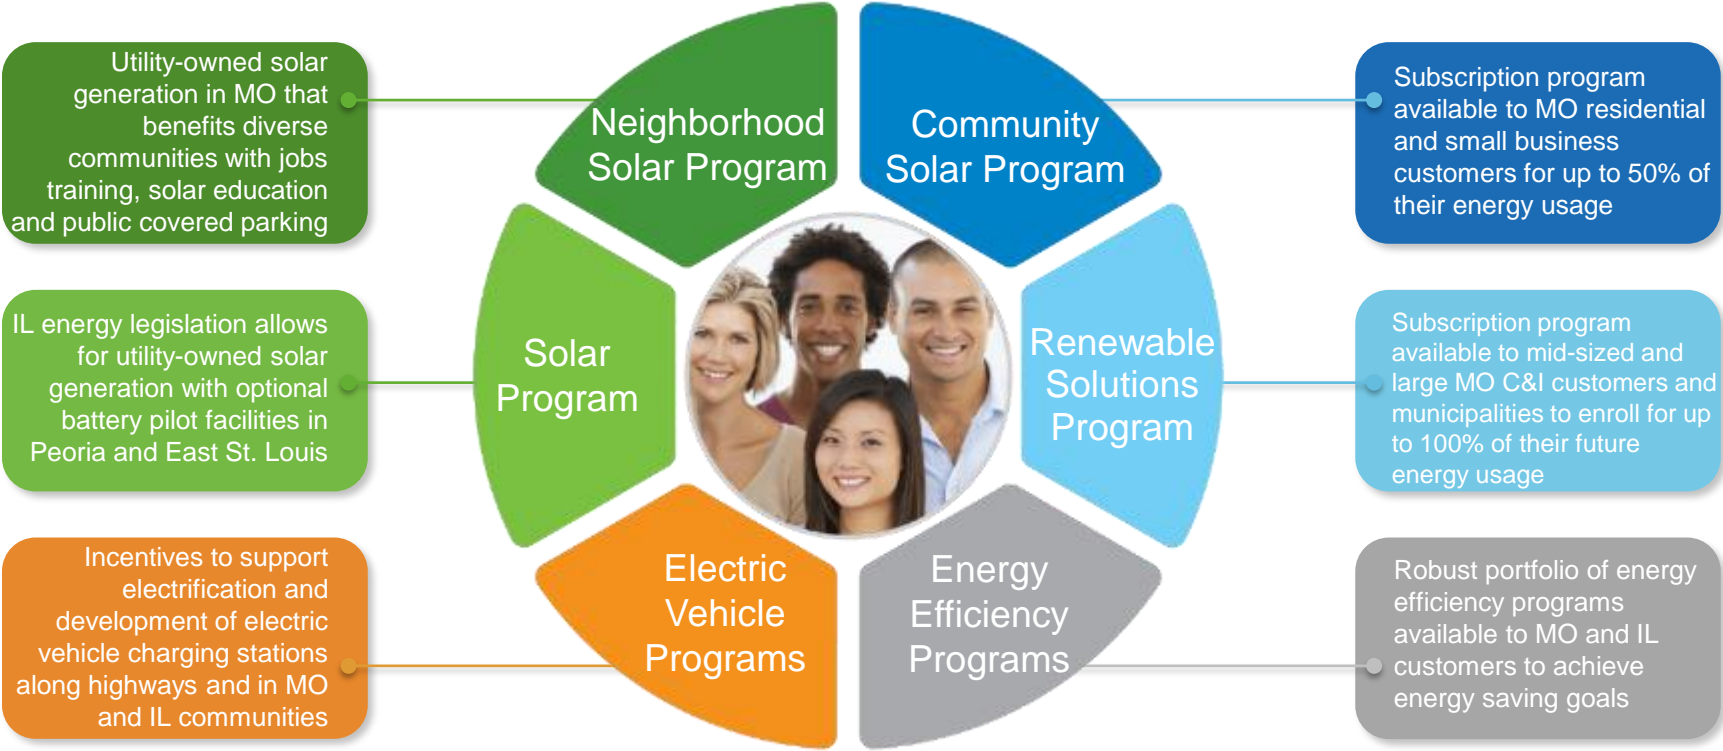 Utility-owned solar
generation in MO that
benefits diverse
communities with jobs
training, solar education
and public covered parking
Neighborhood
Solar Program
Community
Solar Program
Subscription program
available to MO residential
and small business
customers for up to 50% of
their energy usage
IL energy legislation allows
for utility-owned solar
generation with optional
battery pilot facilities in
Peoria and East St. Louis
Solar
Program
Renewable
Solutions
Program
Subscription program
available to mid-sized and
large MO C&I customers and
municipalities to enroll for up
to 100% of their future
energy usage
Incentives to support
electrification and
development of electric
vehicle charging stations
along highways and in MO
and IL communities
Electric
Vehicle
Programs
Energy
Efficiency
Programs
Robust portfolio of energy
efficiency programs
available to MO and IL
customers to achieve
energy saving goals